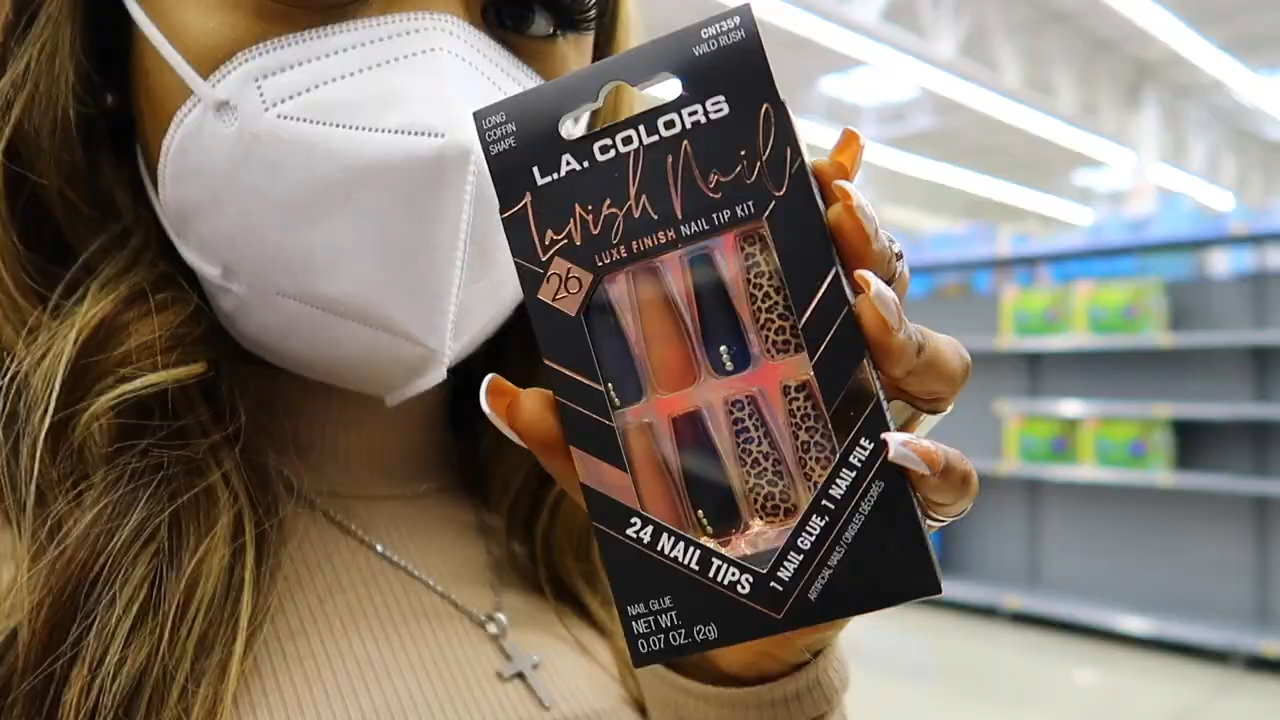 CNT359
WILD RUSH
LONG
COFFIN
SHAPE
L.A. COLORS
Lavish Nail
LUXE FINISH NAIL TIP KIT
26
24 NAIL TIPS
1 NAIL GLUE, 1 NAIL FILE
ARTIFICIAL NAILS / ONGLES DÉCORÉS
NAIL GLUE
NET WT.
0.07 OZ. (2g)